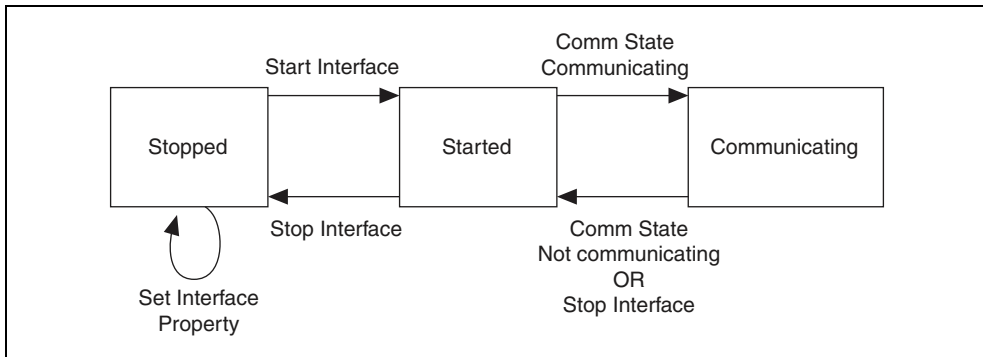 Start Interface
Comm State
Communicating
Stopped
Started
Communicating
Stop Interface
Comm State
Not communicating
OR
Stop Interface
Set Interface
Property